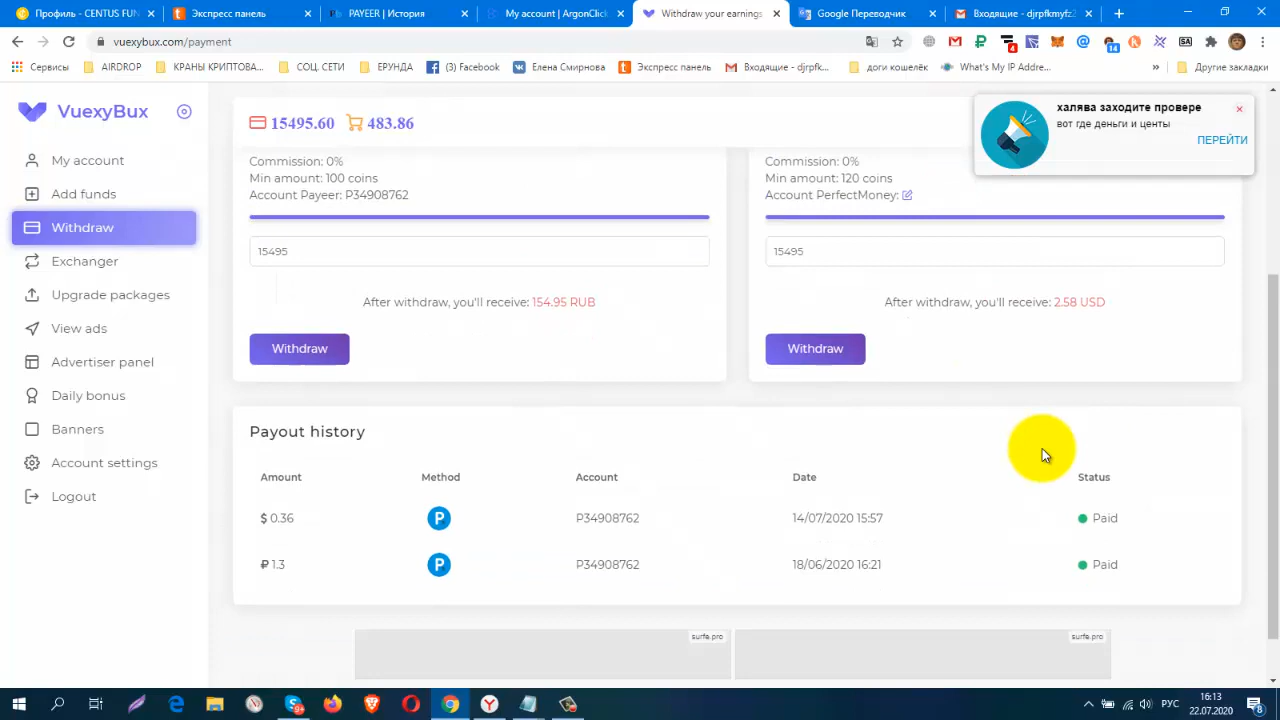 Проголосуй – CENTUS FUN
Экспресс панель
PAYEER | История
My account | ArgonClick
Withdraw your earnings
Google Переводчик
Входящие - djrpfkmyfz2
vuexybux.com/payment
Сервисы
AIRDROP
КРАНЫ КРИПТОВА...
СОЦ. СЕТИ
ЕРУНДА
(3) Facebook
Елена Смирнова
Экспресс панель
Входящие - djrpfk...
доги кошелёк
What's My IP Addre...
»
Другие закладки
4
14
VuexyBux
15495.60
483.86
халява заходите провере
вот где деньги и центы
ПЕРЕЙТИ
My account
Add funds
Withdraw
Exchanger
Upgrade packages
View ads
Advertiser panel
Daily bonus
Banners
Account settings
Logout
Commission: 0%
Min amount: 100 coins
Account Payeer: P34908762
15495
After withdraw, you'll receive: 154.95 RUB
Withdraw
Commission: 0%
Min amount: 120 coins
Account PerfectMoney:
15495
After withdraw, you'll receive: 2.58 USD
Withdraw
Payout history
Amount Method Account Date Status
$ 0.36 P P34908762 14/07/2020 15:57 Paid
₽ 1.3 P P34908762 18/06/2020 16:21 Paid
surfe.pro
surfe.pro
9+
РУС
16:13
22.07.2020
8